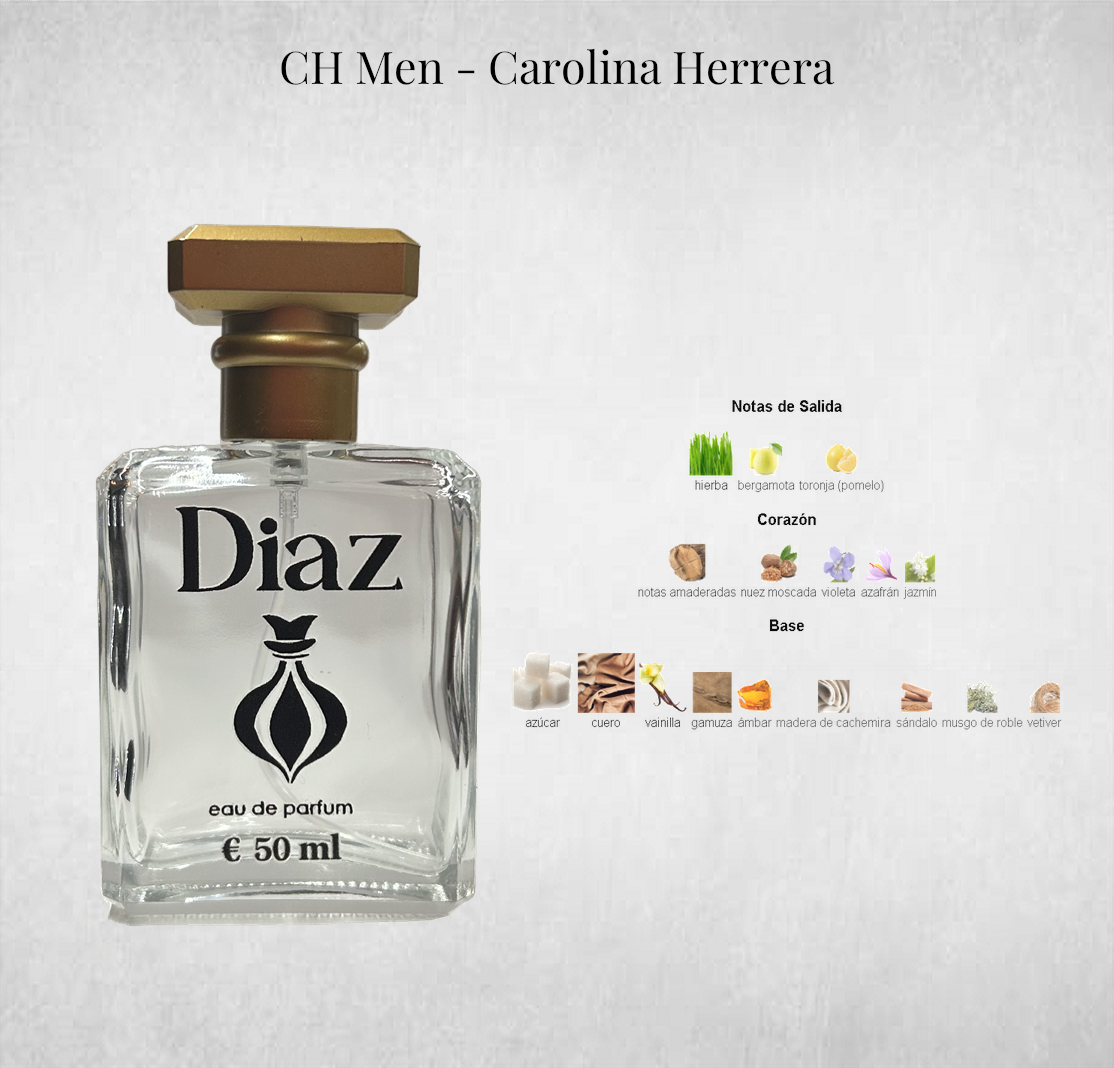 CH Men - Carolina Herrera
Diaz
eau de parfum
€ 50 ml
Notas de Salida
hierba bergamota toronja (pomelo)
Corazón
notas amaderadas nuez moscada violeta azafrán jazmín
Base
azúcar cuero vainilla gamuza ámbar madera de cachemira sándalo musgo de roble vetiver